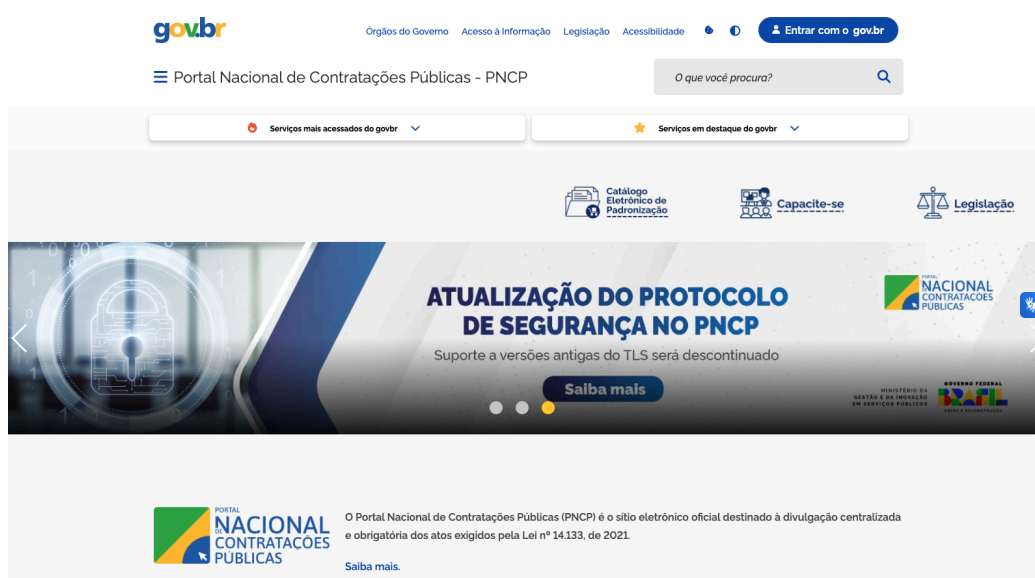 gov.br
Órgãos do Governo Acesso à Informação Legislação Acessibilidade
Entrar com o gov.br
Portal Nacional de Contratações Públicas - PNCP
O que você procura?
Serviços mais acessados do govbr
Serviços em destaque do govbr
Catálogo
Eletrônico de
Padronização
Capacite-se
Legislação
ATUALIZAÇÃO DO PROTOCOLO
DE SEGURANÇA NO PNCP
Suporte a versões antigas do TLS será descontinuado
Saiba mais
PORTAL
NACIONAL
DE CONTRATAÇÕES
PÚBLICAS
MINISTÉRIO DA
GESTÃO E DA INOVAÇÃO
EM SERVIÇOS PÚBLICOS
GOVERNO FEDERAL
BRASIL
UNIÃO E RECONSTRUÇÃO
PORTAL
NACIONAL
DE CONTRATAÇÕES
PÚBLICAS
O Portal Nacional de Contratações Públicas (PNCP) é o sítio eletrônico oficial destinado à divulgação centralizada
e obrigatória dos atos exigidos pela Lei nº 14.133, de 2021.
Saiba mais.